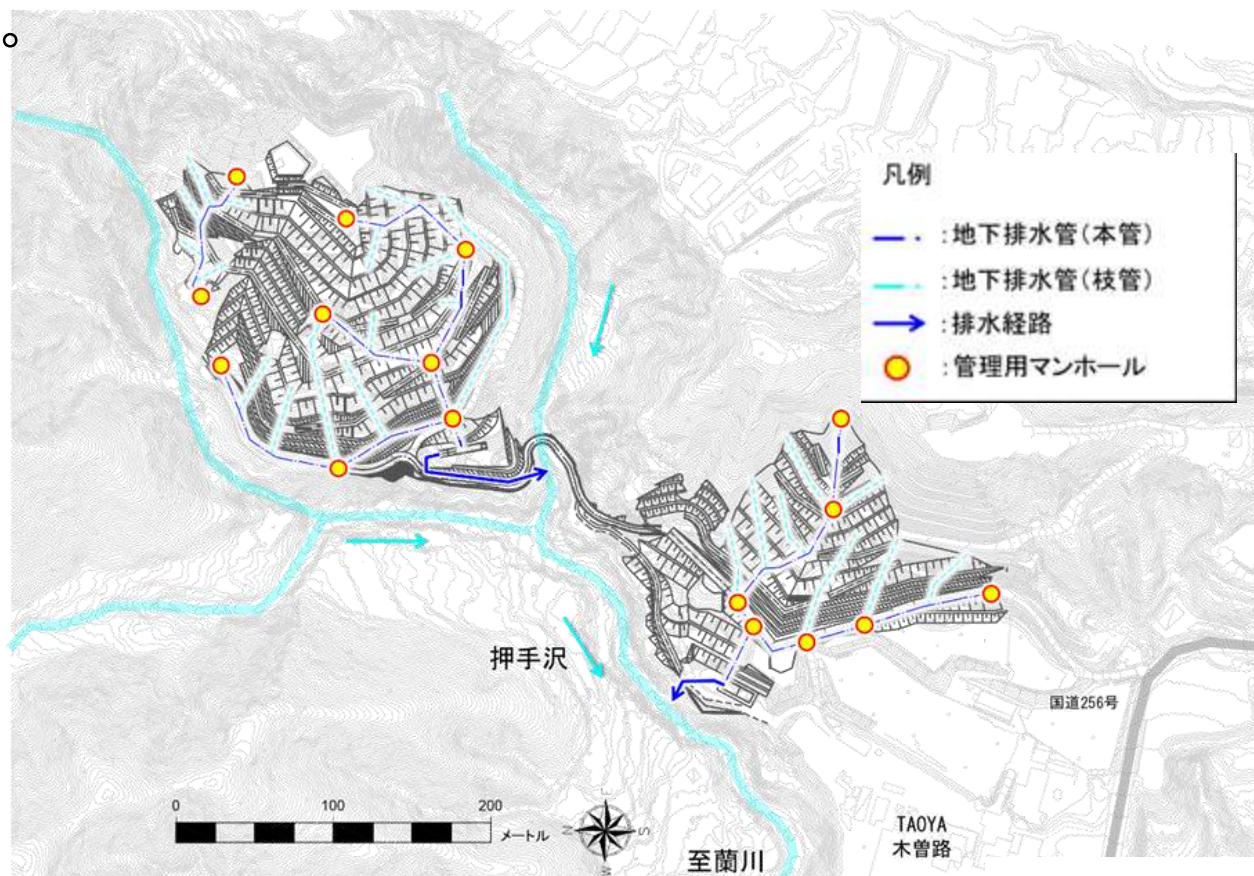 。
凡例
:地下排水管(本管)
:地下排水管(枝管)
:排水経路
:管理用マンホール
押手沢
国道256号
0 100 200
メートル
E
N S
W
TAOYA
木曽路
至蘭川